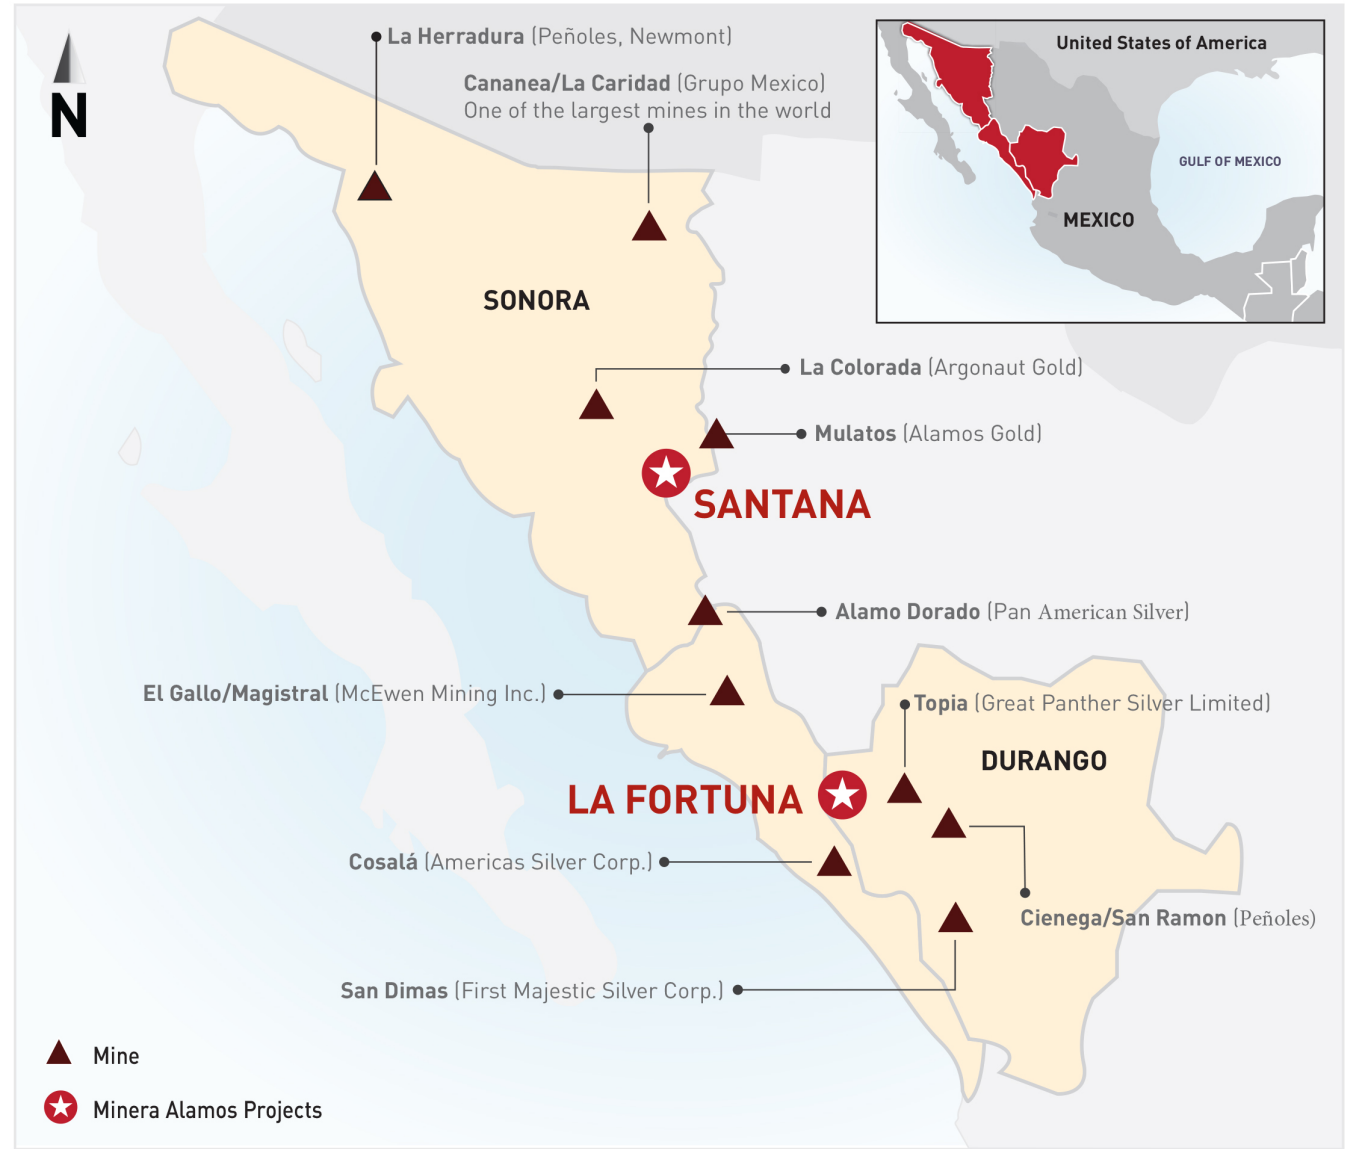 La Herradura (Peñoles, Newmont)
United States of America
N
Cananea/La Caridad (Grupo Mexico)
One of the largest mines in the world
GULF OF MEXICO
MEXICO
SONORA
La Colorada (Argonaut Gold)
Mulatos (Alamos Gold)
SANTANA
Alamo Dorado (Pan American Silver)
El Gallo/Magistral (McEwen Mining Inc.)
Topia (Great Panther Silver Limited)
DURANGO
LA FORTUNA
Cosalá (Americas Silver Corp.)
Cienega/San Ramon (Peñoles)
San Dimas (First Majestic Silver Corp.)
Mine
Minera Alamos Projects